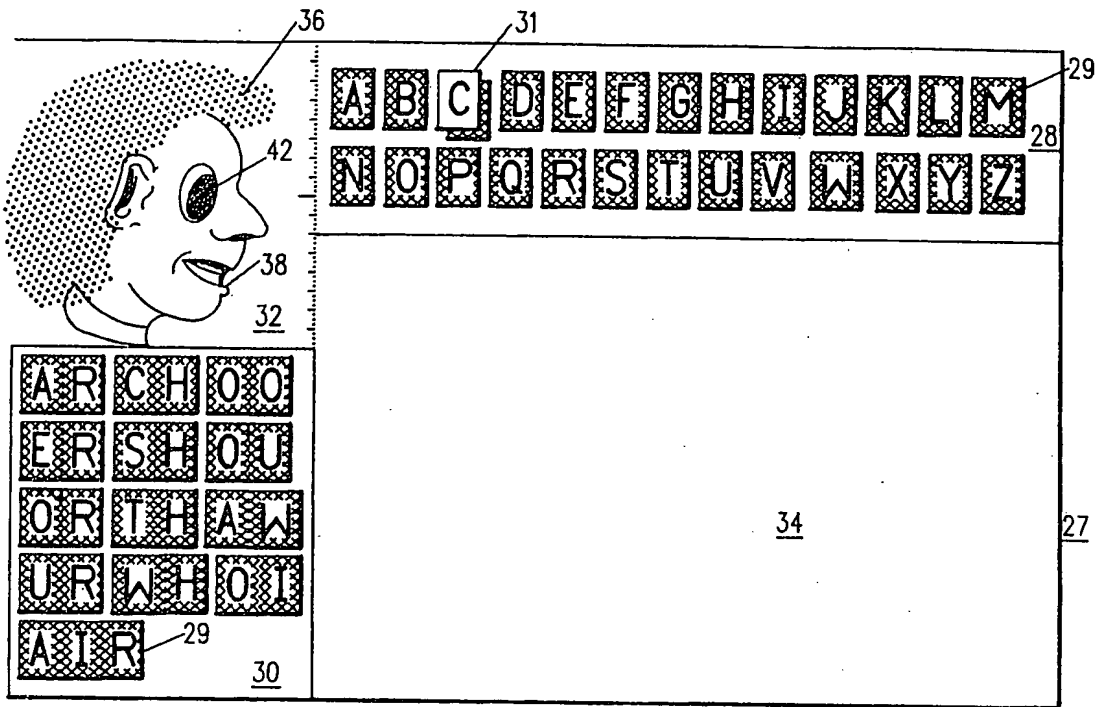 36
31
A B C D E F G H I J K L M
29
28
N O P Q R S T U V W X Y Z
42
38
32
AR CH OO
ER SH OU
OR TH AW
UR WH OI
AIR
29
30
34
27